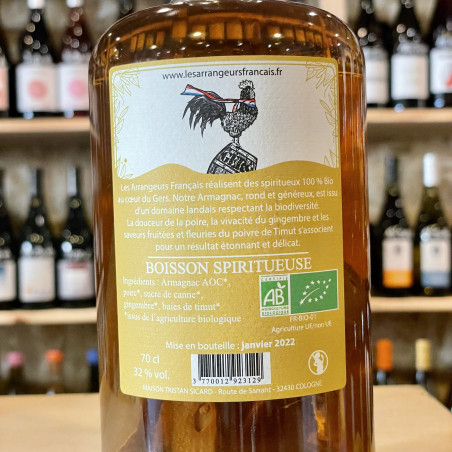 www.lesarrangeursfrancais.fr
Les Arrangeurs Français réalisent des spiritueux 100 % Bio
au cœur du Gers. Notre Armagnac, rond et généreux, est issu
d'un domaine landais respectant la biodiversité.
La douceur de la poire, la vivacité du gingembre et les
saveurs fruitées et fleuries du poivre de Timut s'associent
pour un résultat étonnant et délicat.
BOISSON SPIRITUEUSE
Ingrédients : Armagnac AOC*,
poire*, sucre de canne*,
gingembre*, baies de timut*.
*issus de l'agriculture biologique
AB
AGRICULTURE
BIOLOGIQUE
FR-BIO-01
Agriculture UE/non UE
Mise en bouteille : janvier 2022
70 cl
32 % vol.
3 770012 923129
MAISON TRISTAN SICARD - Route de Sarrant - 32430 COLOGNE